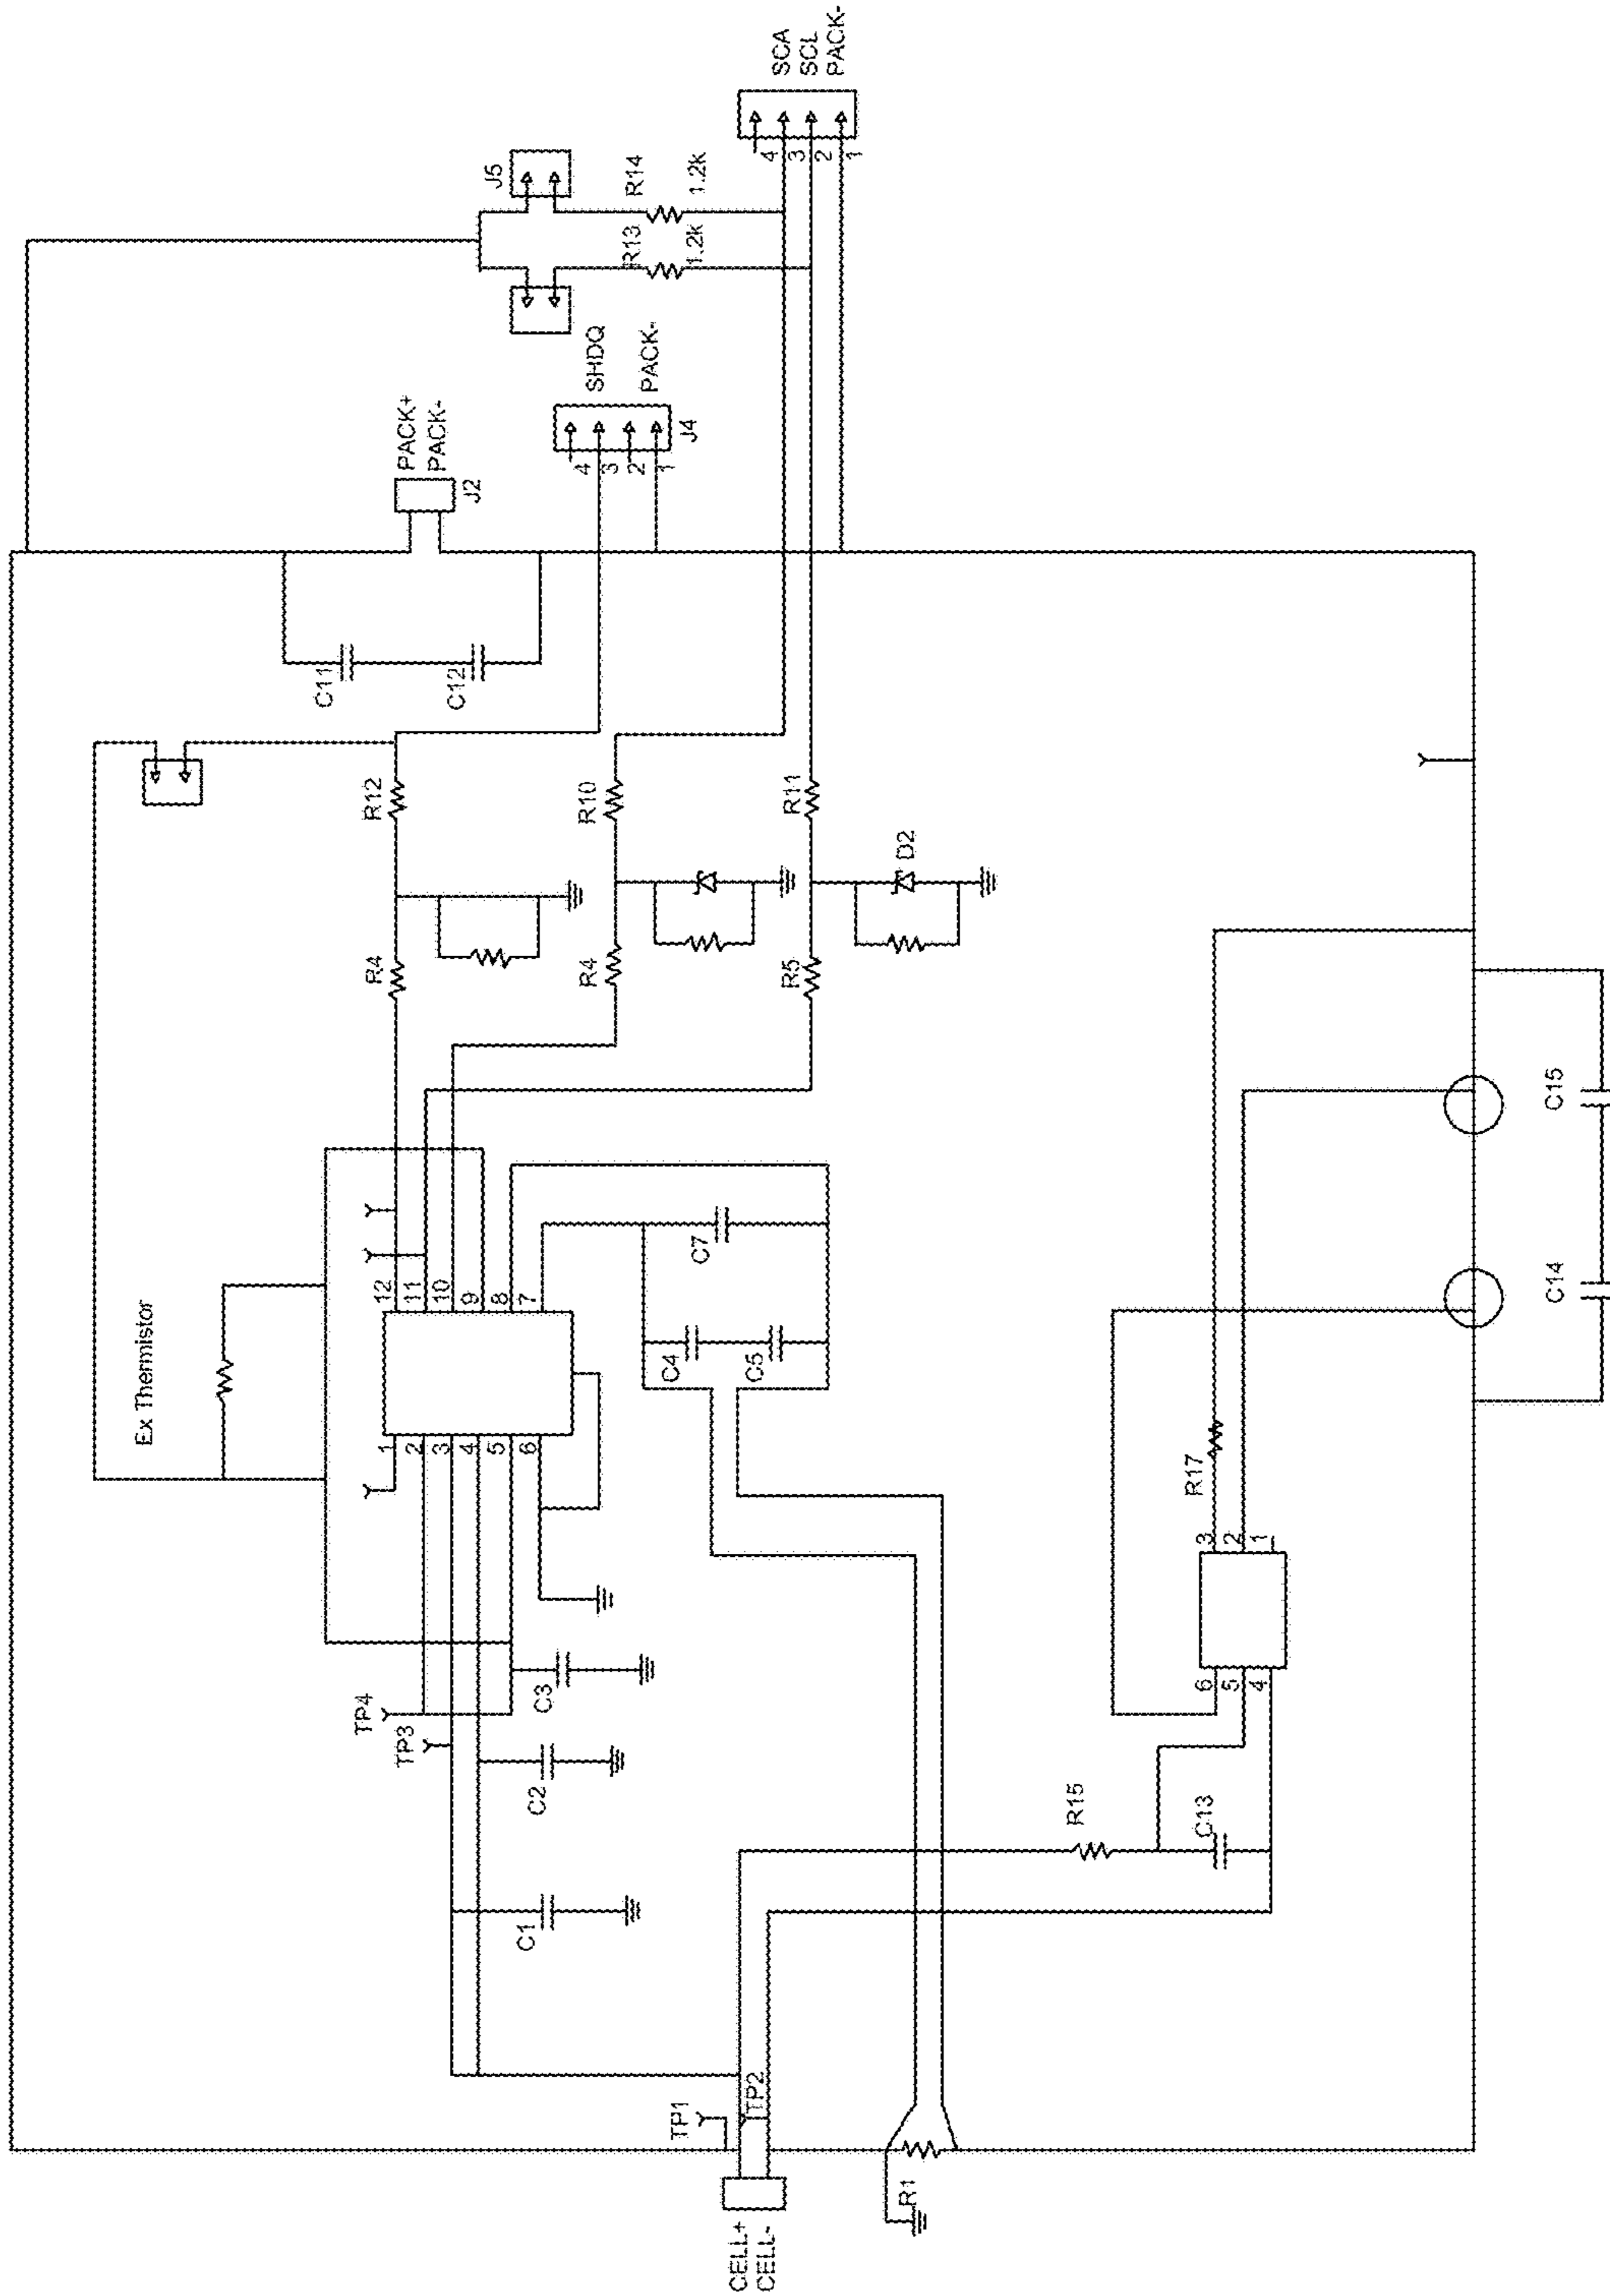 Ex Thermistor
PACK+
PACK-
J2
J5
R14
1.2k
R13
1.2k
SHDQ
PACK-
4
3
2
1
J4
SCA
SCL
PACK-
4
3
2
1
C11
C12
R12
R4
R10
R4
R11
R5
D2
1
2
3
4
5
6
12
11
10
9
8
7
TP4
TP3
C3
C2
C1
C4
C5
C7
TP1
TP2
CELL+
CELL-
R1
R15
C13
R17
6
5
4
3
2
1
C14
C15